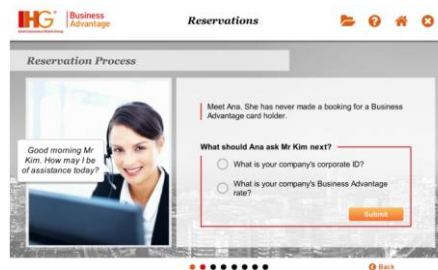 IHG Business
Advantage
Reservations
Reservation Process
Meet Ana. She has never made a booking for a Business
Advantage card holder.
Good morning Mr
Kim. How may I be
of assistance today?
What should Ana ask Mr Kim next?
What is your company's corporate ID?
What is your company's Business Advantage
rate?
Submit
Back